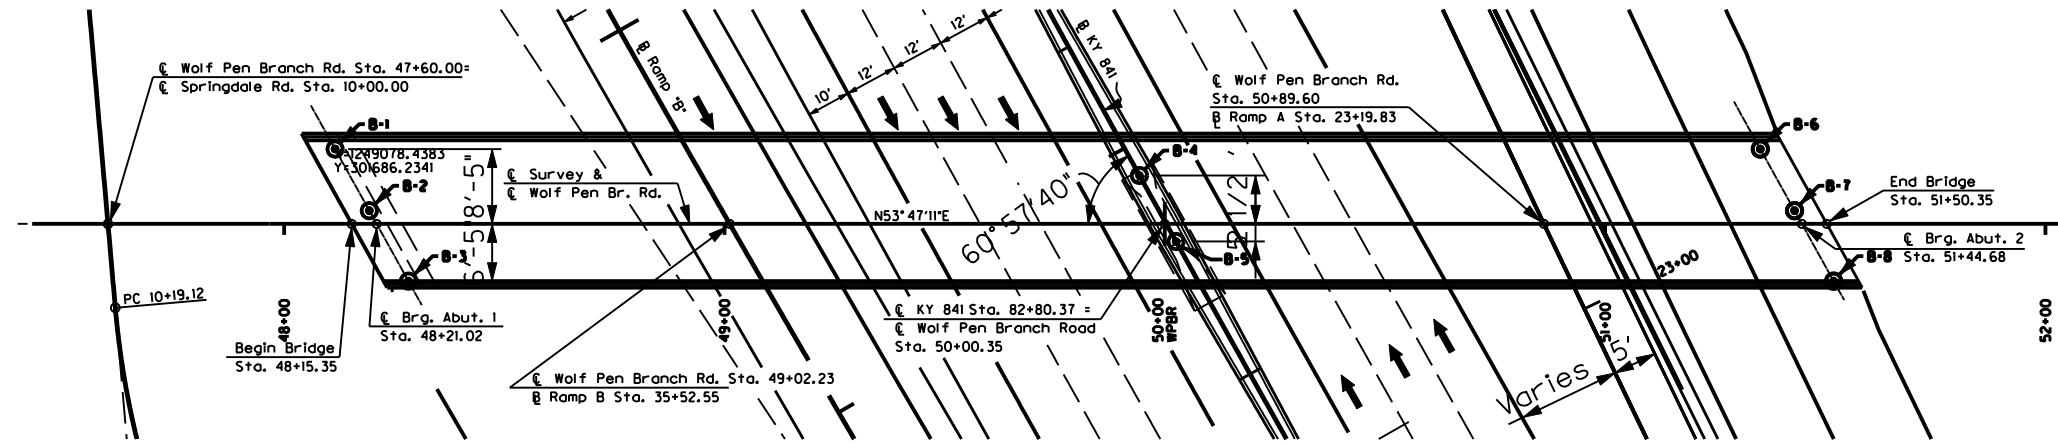 ℄ Wolf Pen Branch Rd. Sta. 47+60.00=
℄ Springdale Rd. Sta. 10+00.00
B-1
=1249078.4383
Y=301686.2341
B-2
B-3
℄ Survey &
℄ Wolf Pen Br. Rd.
PC 10+19.12
48+00
Begin Bridge
Sta. 48+15.35
℄ Brg. Abut. 1
Sta. 48+21.02
Ramp "B"
10'
12'
12'
12'
49+00
℄ Wolf Pen Branch Rd. Sta. 49+02.23
Ramp B Sta. 35+52.55
N53°47'11"E
60°57'40"
KY 841
B-4
B-5
50+00
WPBR
℄ KY 841 Sta. 82+80.37 =
℄ Wolf Pen Branch Road
Sta. 50+00.35
℄ Wolf Pen Branch Rd.
Sta. 50+89.60
Ramp A Sta. 23+19.83
Varies
5'
51+00
23+00
B-6
B-7
B-8
End Bridge
Sta. 51+50.35
℄ Brg. Abut. 2
Sta. 51+44.68
52+00